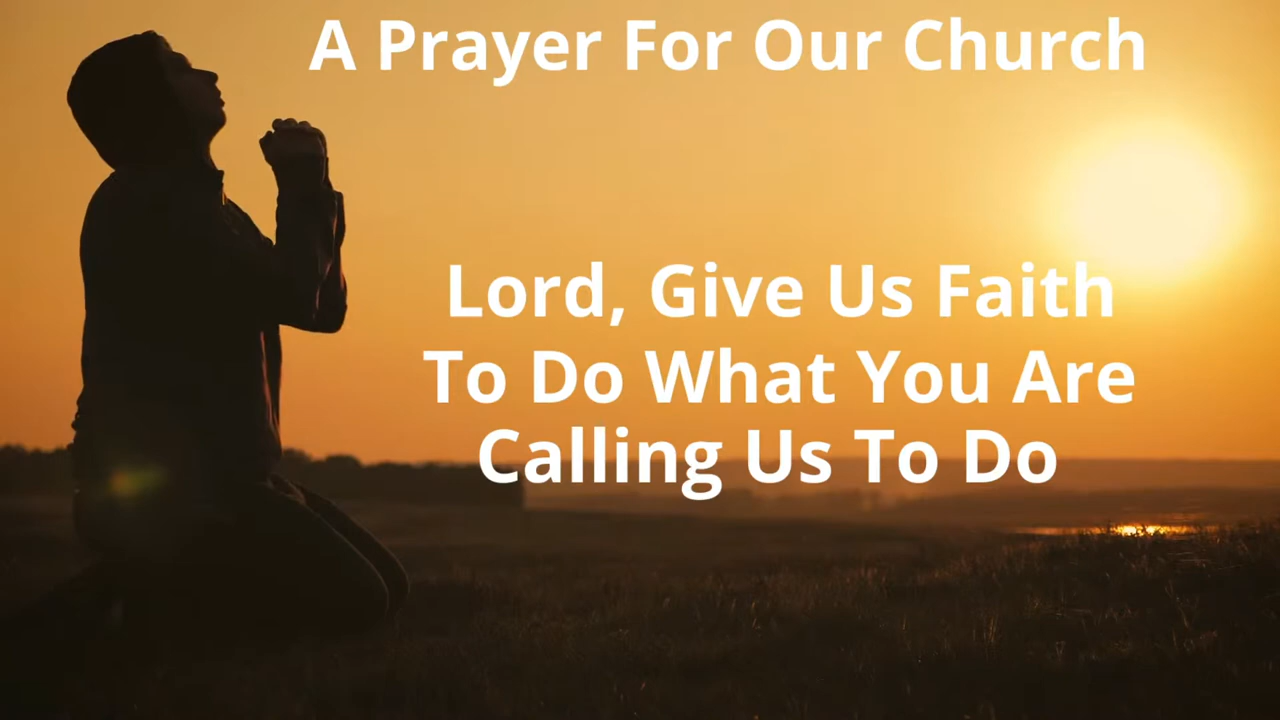 A Prayer For Our Church
Lord, Give Us Faith
To Do What You Are
Calling Us To Do